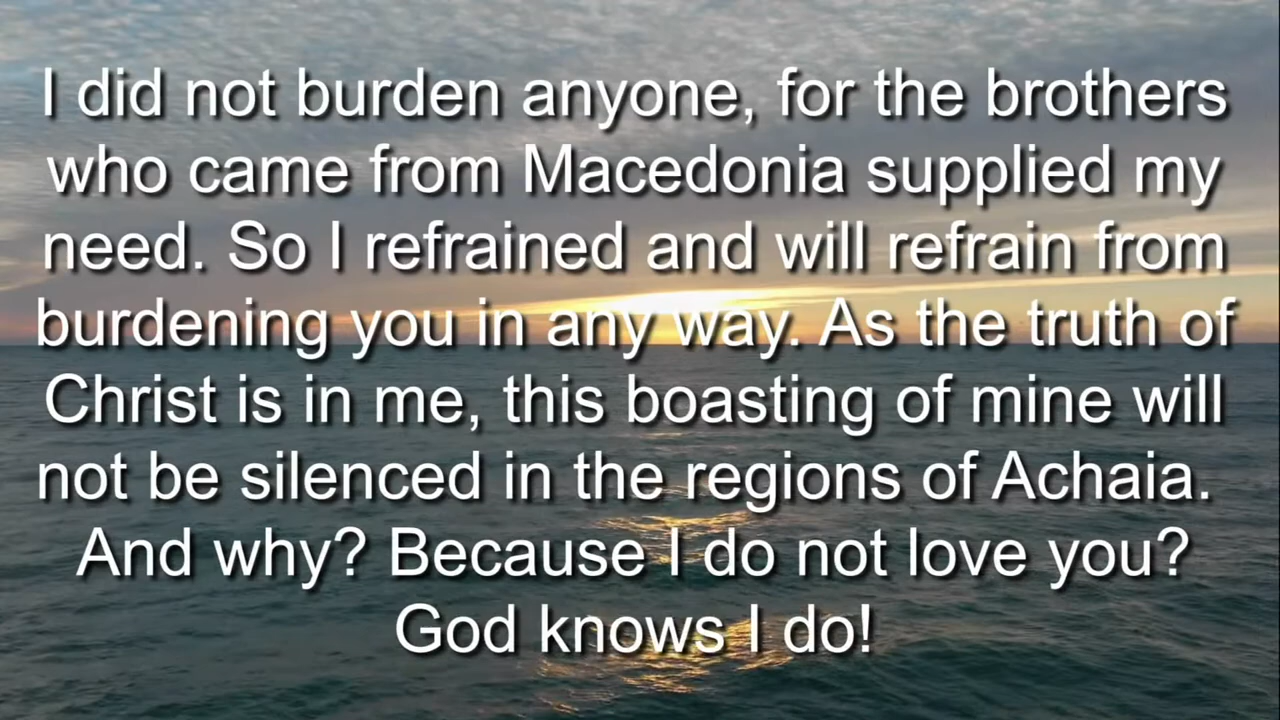 I did not burden anyone, for the brothers
who came from Macedonia supplied my
need. So I refrained and will refrain from
burdening you in any way. As the truth of
Christ is in me, this boasting of mine will
not be silenced in the regions of Achaia.
And why? Because I do not love you?
God knows I do!